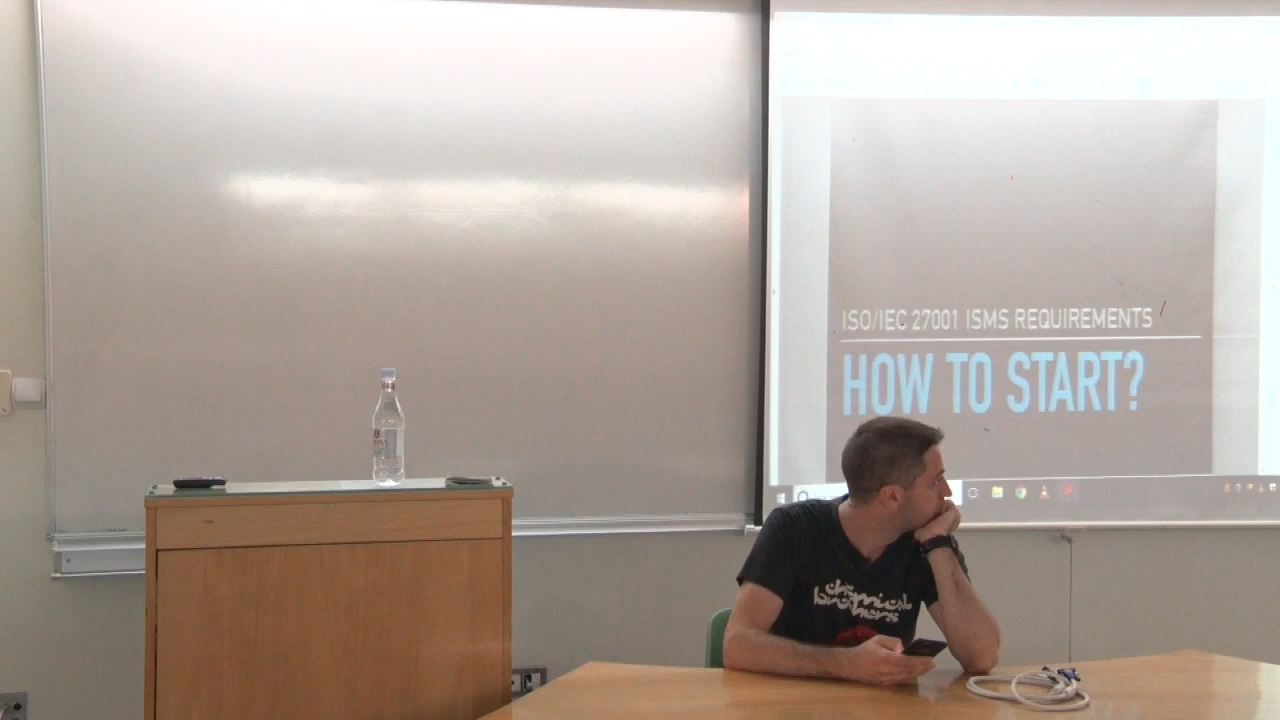 ISO/IEC 27001 ISMS REQUIREMENTS
HOW TO START?
chemical
brothers